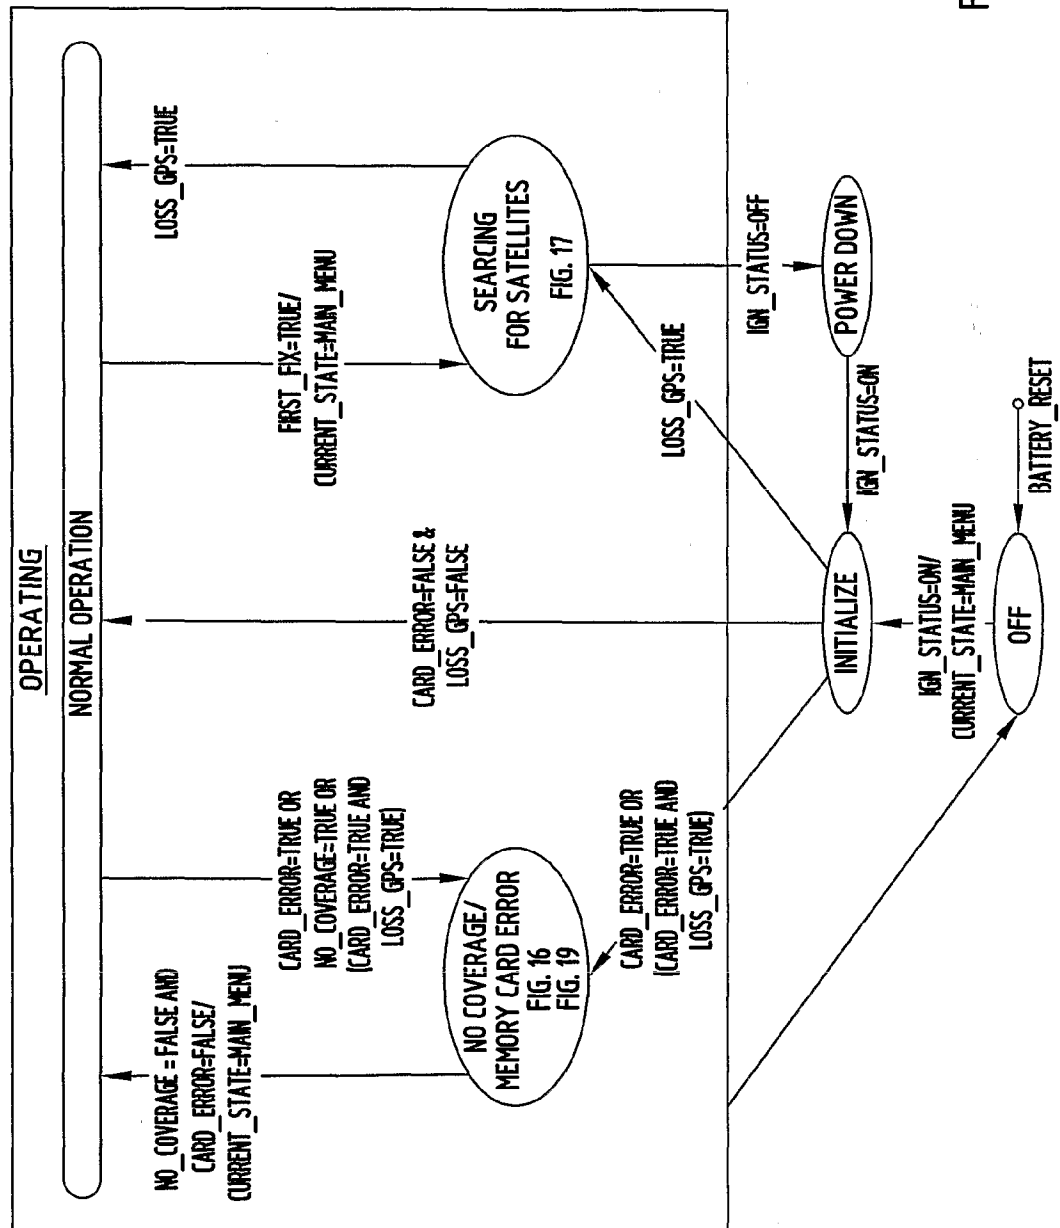 OPERATING
NORMAL OPERATION
NO_COVERAGE=FALSE AND
CARD_ERROR=FALSE/
CURRENT_STATE=MAIN_MENU
CARD_ERROR=TRUE OR
NO_COVERAGE=TRUE OR
(CARD_ERROR=TRUE AND
LOSS_GPS=TRUE)
CARD_ERROR=FALSE &
LOSS_GPS=FALSE
FIRST_FIX=TRUE/
CURRENT_STATE=MAIN_MENU
LOSS_GPS=TRUE
NO COVERAGE/
MEMORY CARD ERROR
FIG. 16
FIG. 19
SEARCING
FOR SATELLITES
FIG. 17
CARD_ERROR=TRUE OR
(CARD_ERROR=TRUE AND
LOSS_GPS=TRUE)
LOSS_GPS=TRUE
IGN_STATUS=OFF
INITIALIZE
IGN_STATUS=ON
POWER DOWN
IGN_STATUS=ON/
CURRENT_STATE=MAIN_MENU
OFF
BATTERY_RESET
F